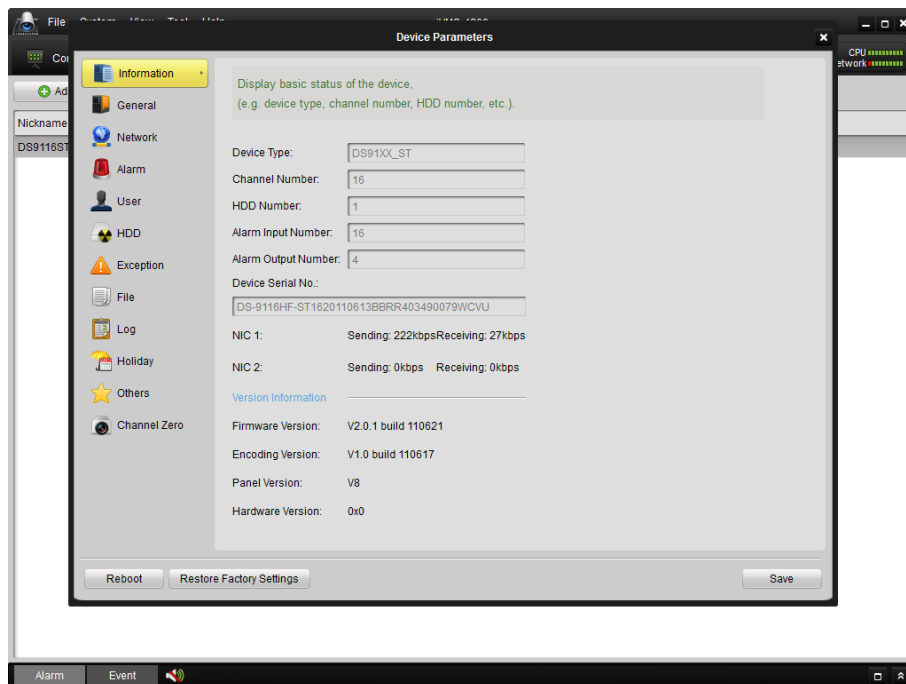 File
Device Parameters
CPU
Information
General
Network
Alarm
User
HDD
Exception
File
Log
Holiday
Others
Channel Zero
Nickname
DS9116ST
Display basic status of the device,
(e.g. device type, channel number, HDD number, etc.).
Device Type: DS91XX_ST
Channel Number: 16
HDD Number: 1
Alarm Input Number: 16
Alarm Output Number: 4
Device Serial No.:
DS-9116HF-ST1620110613BBRR403490079WCVU
NIC 1: Sending: 222kbpsReceiving: 27kbps
NIC 2: Sending: 0kbps Receiving: 0kbps
Version Information
Firmware Version: V2.0.1 build 110621
Encoding Version: V1.0 build 110617
Panel Version: V8
Hardware Version: 0x0
Reboot
Restore Factory Settings
Save
Alarm
Event